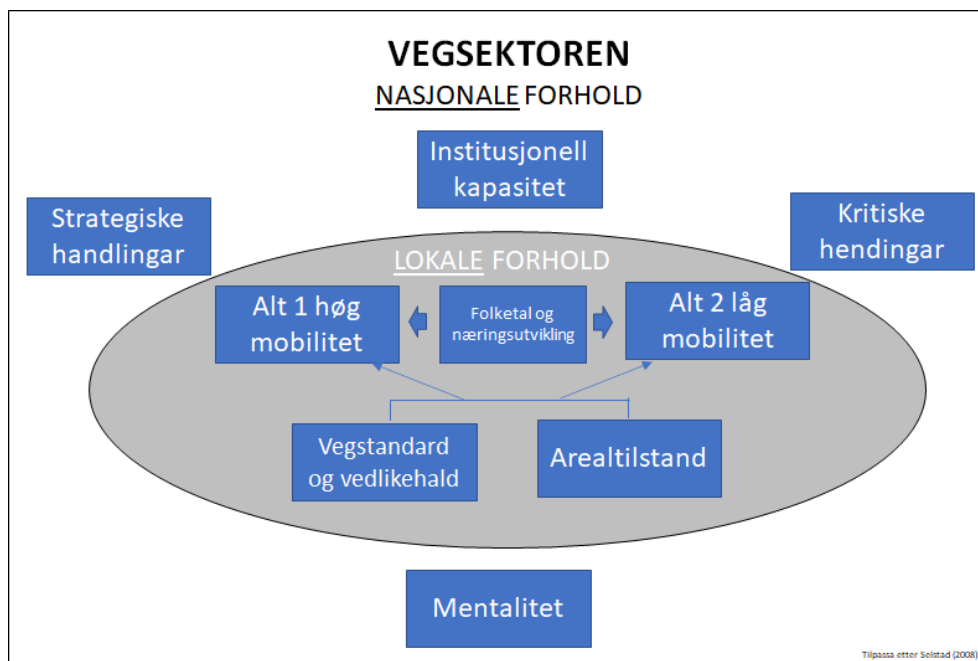 VEGSEKTOREN
NASJONALE FORHOLD
Institusjonell
kapasitet
Strategiske
handlingar
Kritiske
hendingar
LOKALE FORHOLD
Alt 1 høg
mobilitet
Folketal og
næringsutvikling
Alt 2 låg
mobilitet
Vegstandard
og vedlikehald
Arealtilstand
Mentalitet
Tilpassa etter Selstad (2008)